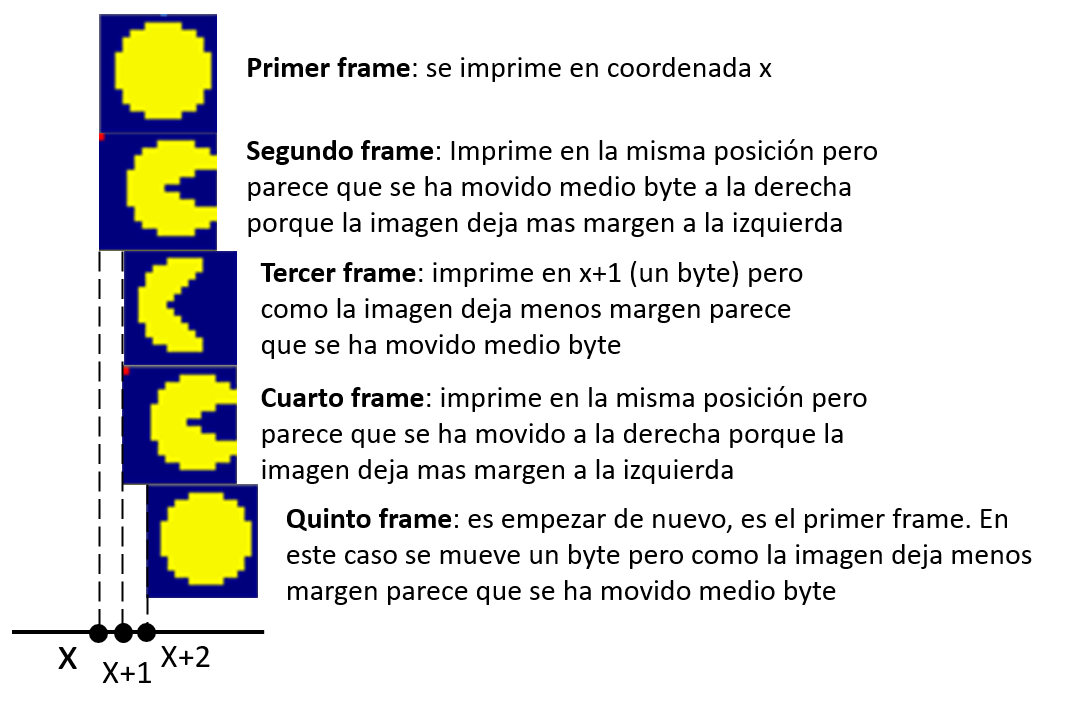 Primer frame: se imprime en coordenada x
Segundo frame: Imprime en la misma posición pero
parece que se ha movido medio byte a la derecha
porque la imagen deja mas margen a la izquierda
Tercer frame: imprime en x+1 (un byte) pero
como la imagen deja menos margen parece
que se ha movido medio byte
Cuarto frame: imprime en la misma posición pero
parece que se ha movido a la derecha porque la
imagen deja mas margen a la izquierda
Quinto frame: es empezar de nuevo, es el primer frame. En
este caso se mueve un byte pero como la imagen deja menos
margen parece que se ha movido medio byte
X
X+1
X+2